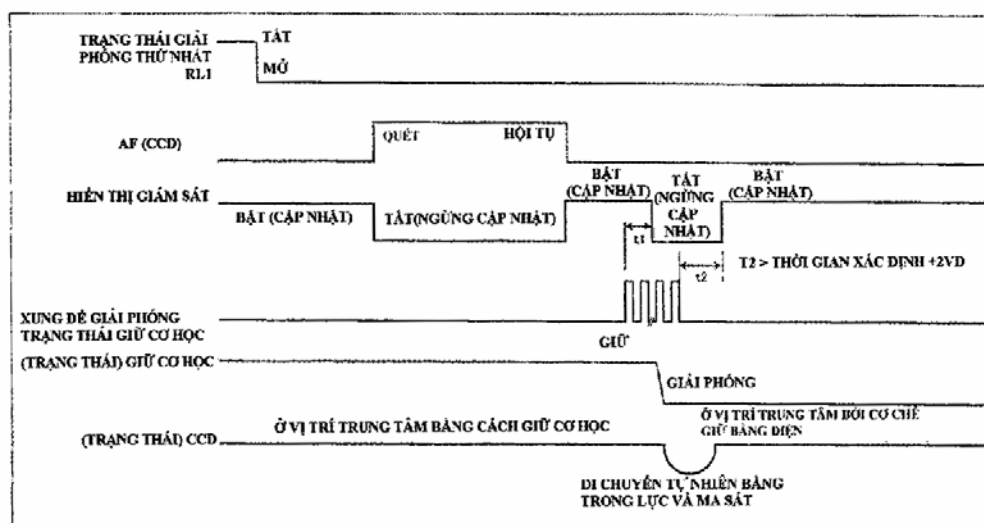 TRẠNG THÁI GIẢI
PHÓNG THỨ NHẤT
RL1
TẮT
MỞ
AF (CCD)
QUÉT
HỘI TỤ
HIỂN THỊ GIÁM SÁT
BẬT (CẬP NHẬT)
TẮT(NGỪNG CẬP NHẬT)
BẬT
(CẬP NHẬT)
TẮT
(NGỪNG
CẬP
NHẬT)
BẬT
(CẬP NHẬT)
t1
t2
T2 > THỜI GIAN XÁC ĐỊNH +2VD
XUNG ĐỂ GIẢI PHÓNG
TRẠNG THÁI GIỮ CƠ HỌC
GIỮ
(TRẠNG THÁI) GIỮ CƠ HỌC
GIẢI PHÓNG
(TRẠNG THÁI) CCD
Ở VỊ TRÍ TRUNG TÂM BẰNG CÁCH GIỮ CƠ HỌC
Ở VỊ TRÍ TRUNG TÂM BỞI CƠ CHẾ
GIỮ BẰNG ĐIỆN
DI CHUYỂN TỰ NHIÊN BẰNG
TRONG LỰC VÀ MA SÁT